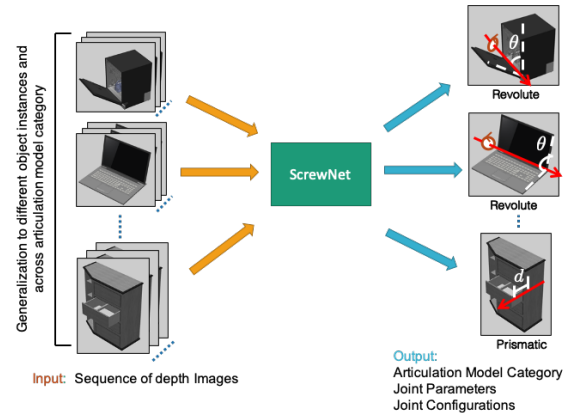 Generalization to different object instances and
across articulation model category
ScrewNet
θ
Revolute
θ
Revolute
d
Prismatic
Input: Sequence of depth Images
Output:
Articulation Model Category
Joint Parameters
Joint Configurations